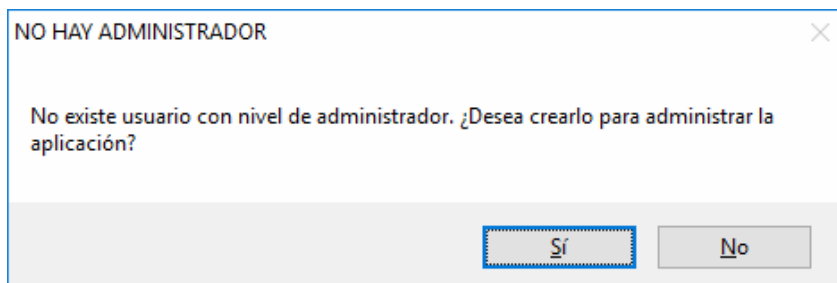 NO HAY ADMINISTRADOR
No existe usuario con nivel de administrador. ¿Desea crearlo para administrar la
aplicación?
Sí No